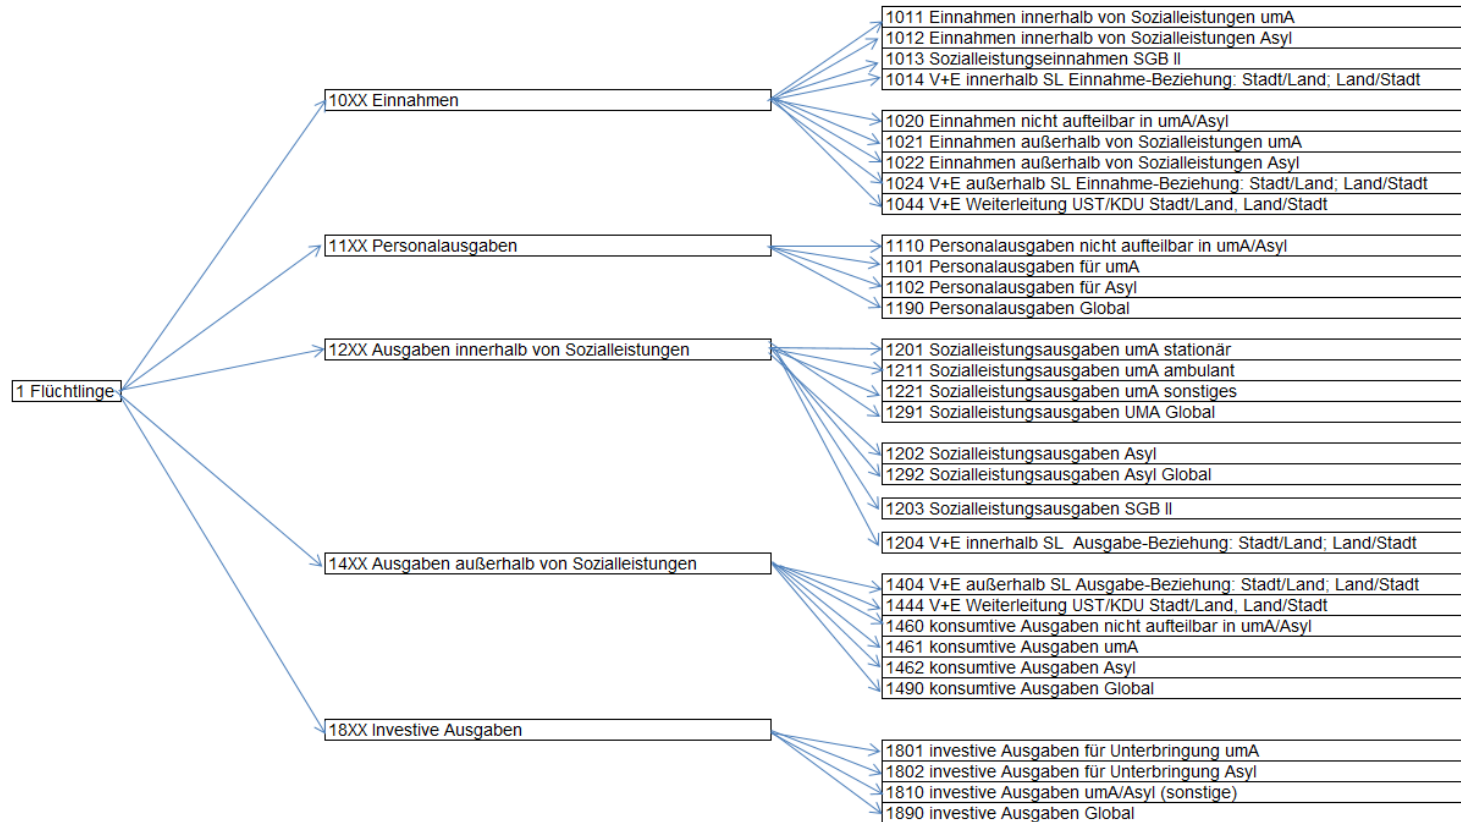 1 Flüchtlinge
10XX Einnahmen
1011 Einnahmen innerhalb von Sozialleistungen umA
1012 Einnahmen innerhalb von Sozialleistungen Asyl
1013 Sozialleistungseinnahmen SGB II
1014 V+E innerhalb SL Einnahme-Beziehung: Stadt/Land; Land/Stadt
1020 Einnahmen nicht aufteilbar in umA/Asyl
1021 Einnahmen außerhalb von Sozialleistungen umA
1022 Einnahmen außerhalb von Sozialleistungen Asyl
1024 V+E außerhalb SL Einnahme-Beziehung: Stadt/Land; Land/Stadt
1044 V+E Weiterleitung UST/KDU Stadt/Land, Land/Stadt
11XX Personalausgaben
1110 Personalausgaben nicht aufteilbar in umA/Asyl
1101 Personalausgaben für umA
1102 Personalausgaben für Asyl
1190 Personalausgaben Global
12XX Ausgaben innerhalb von Sozialleistungen
1201 Sozialleistungsausgaben umA stationär
1211 Sozialleistungsausgaben umA ambulant
1221 Sozialleistungsausgaben umA sonstiges
1291 Sozialleistungsausgaben UMA Global
1202 Sozialleistungsausgaben Asyl
1292 Sozialleistungsausgaben Asyl Global
1203 Sozialleistungsausgaben SGB II
1204 V+E innerhalb SL Ausgabe-Beziehung: Stadt/Land; Land/Stadt
14XX Ausgaben außerhalb von Sozialleistungen
1404 V+E außerhalb SL Ausgabe-Beziehung: Stadt/Land; Land/Stadt
1444 V+E Weiterleitung UST/KDU Stadt/Land, Land/Stadt
1460 konsumtive Ausgaben nicht aufteilbar in umA/Asyl
1461 konsumtive Ausgaben umA
1462 konsumtive Ausgaben Asyl
1490 konsumtive Ausgaben Global
18XX Investive Ausgaben
1801 investive Ausgaben für Unterbringung umA
1802 investive Ausgaben für Unterbringung Asyl
1810 investive Ausgaben umA/Asyl (sonstige)
1890 investive Ausgaben Global